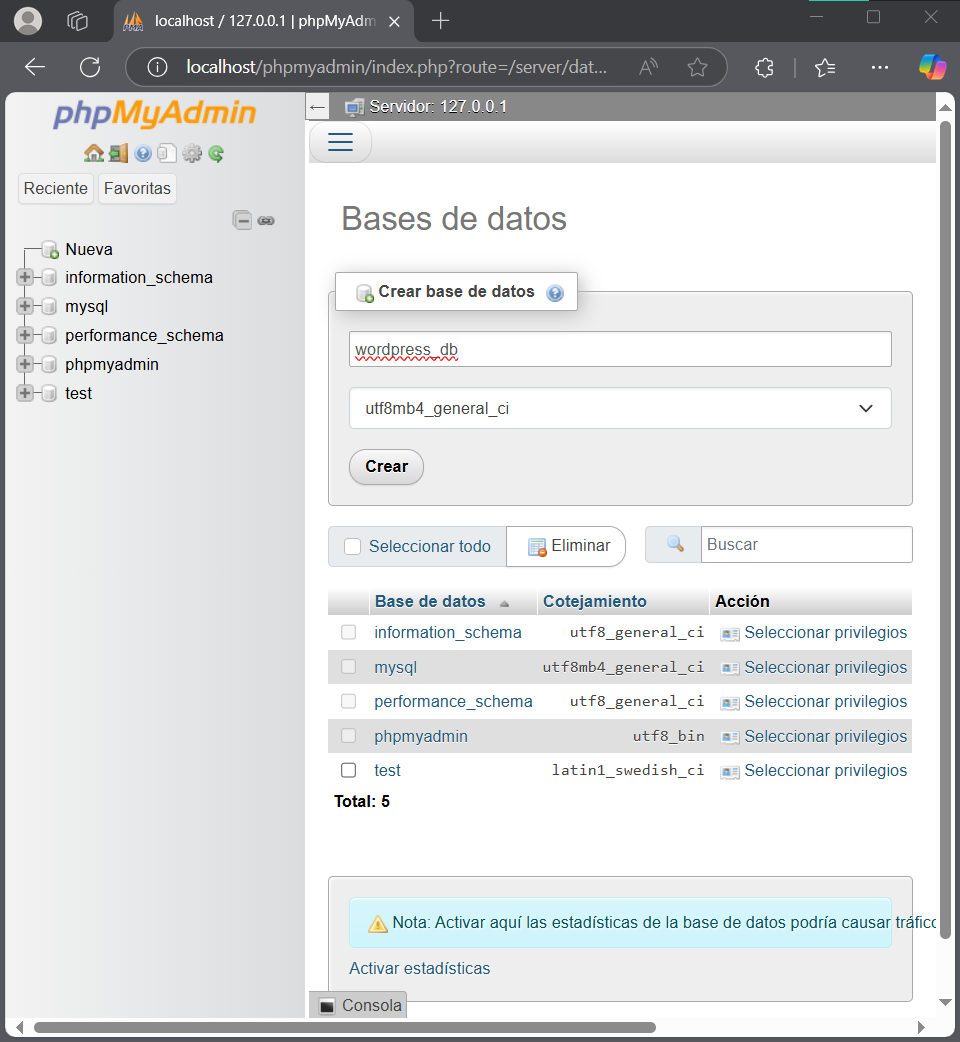 localhost / 127.0.0.1 | phpMyAdm
localhost/phpmyadmin/index.php?route=/server/dat...
phpMyAdmin
Servidor: 127.0.0.1
Reciente
Favoritas
Nueva
information_schema
mysql
performance_schema
phpmyadmin
test
Bases de datos
Crear base de datos
wordpress_db
utf8mb4_general_ci
Crear
Seleccionar todo
Eliminar
Buscar
Base de datos Cotejamiento Acción
information_schema utf8_general_ci Seleccionar privilegios
mysql utf8mb4_general_ci Seleccionar privilegios
performance_schema utf8_general_ci Seleccionar privilegios
phpmyadmin utf8_bin Seleccionar privilegios
test latin1_swedish_ci Seleccionar privilegios
Total: 5
Nota: Activar aquí las estadísticas de la base de datos podría causar tráfico
Activar estadísticas
Consola